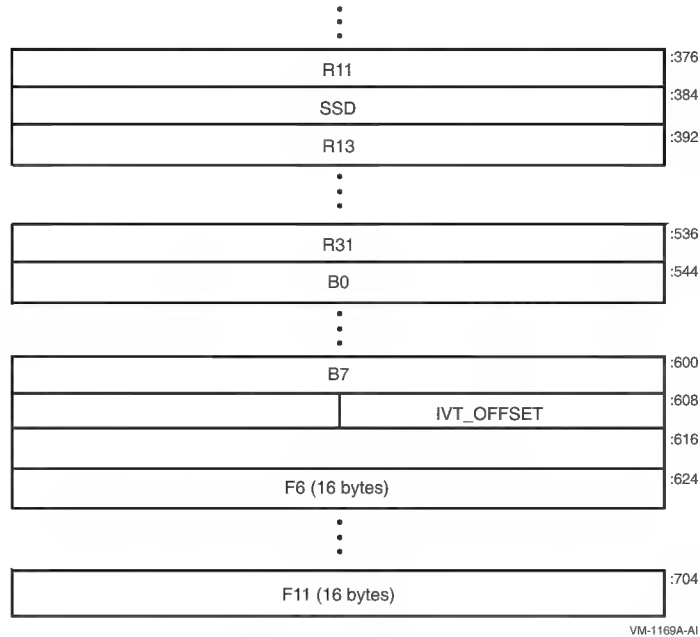 R11 :376
SSD :384
R13 :392
R31 :536
B0 :544
B7 :600
IVT_OFFSET :608
:616
F6 (16 bytes) :624
F11 (16 bytes) :704
VM-1169A-AI